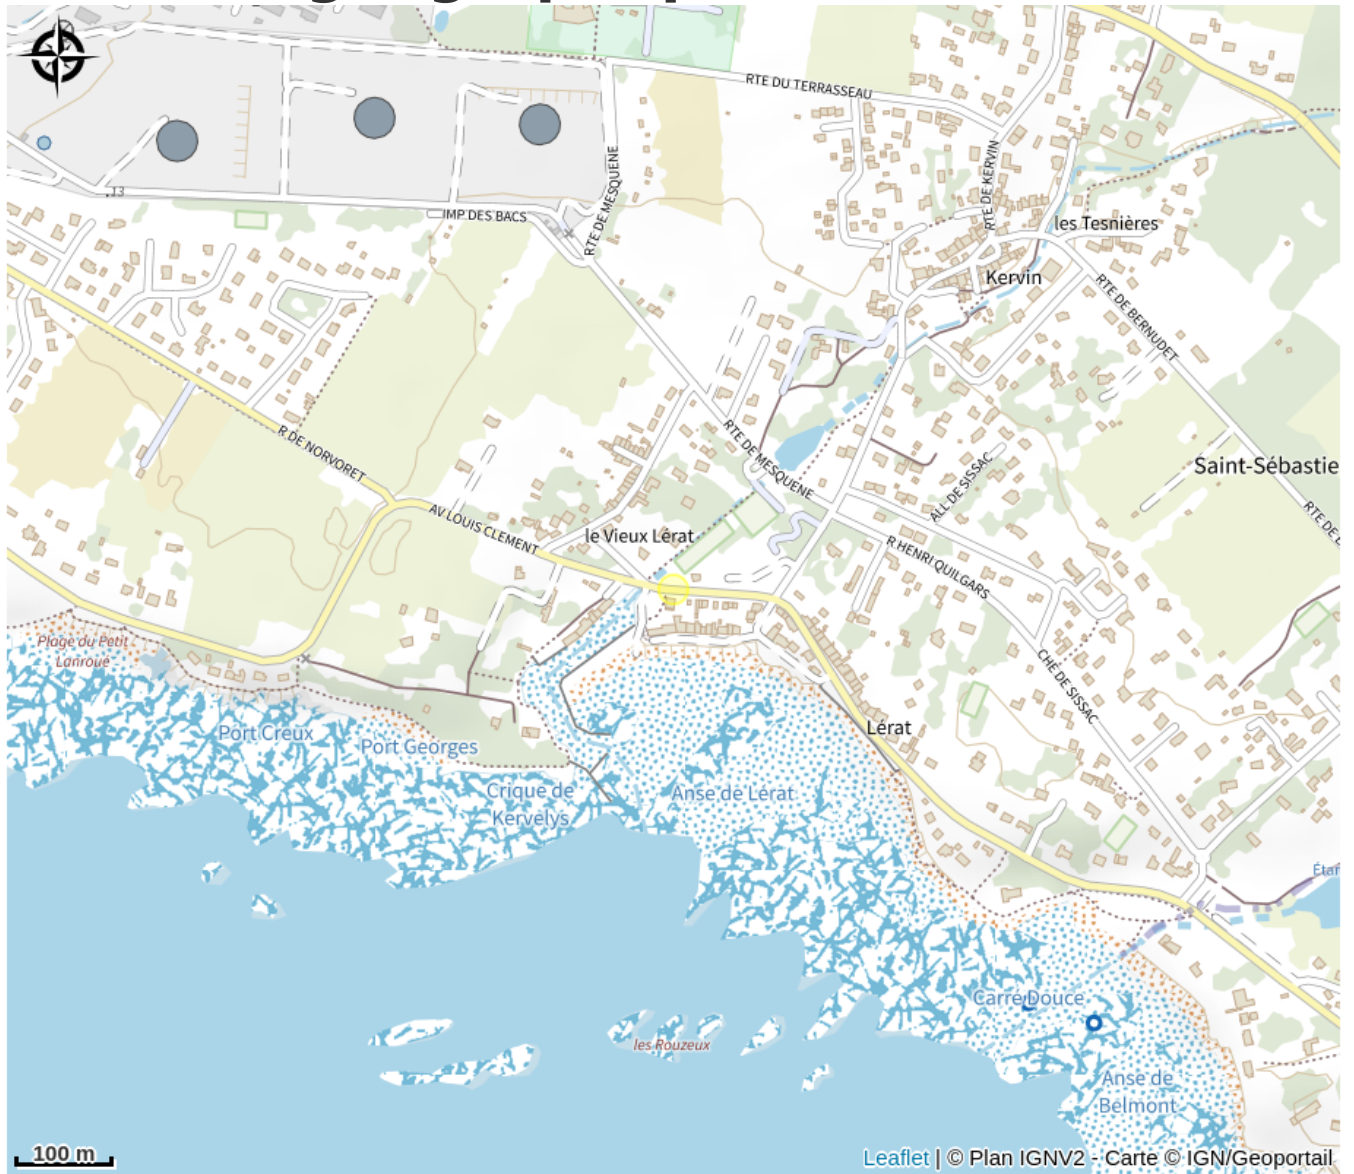 RTE DU TERRASSEAU
RTE DE KERVIN
13
IMP DES BACS
RTE DE MESQUENE
les Tesnières
Kervin
RTE DE BERNUDET
R DE NORVORET
RTE DE MESQUENE
ALL DE SISSAC
Saint-Sébastie
AV LOUIS CLEMENT
le Vieux Lérat
R HENRI QUILGARS
RTE DE
Plage du Petit
Lanroué
CHE DE SISSAC
Port Creux
Port Georges
Lérat
Crique de
Kervelys
Anse de Lérat
Étan
Carré Douce
les Rouzeux
Anse de
Belmont
100 m
Leaflet | © Plan IGNV2 - Carte © IGN/Geoportail